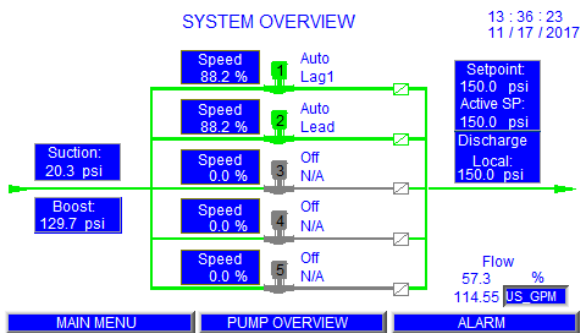 SYSTEM OVERVIEW
13 : 36 : 23
11 / 17 / 2017
Speed
88.2 %
1
Auto
Lag1
Setpoint:
150.0 psi
Active SP:
150.0 psi
Speed
88.2 %
2
Auto
Lead
Discharge
Local:
150.0 psi
Suction:
20.3 psi
Speed
0.0 %
3
Off
N/A
Boost:
129.7 psi
Speed
0.0 %
4
Off
N/A
Speed
0.0 %
5
Off
N/A
Flow
57.3 %
114.55 US_GPM
MAIN MENU
PUMP OVERVIEW
ALARM